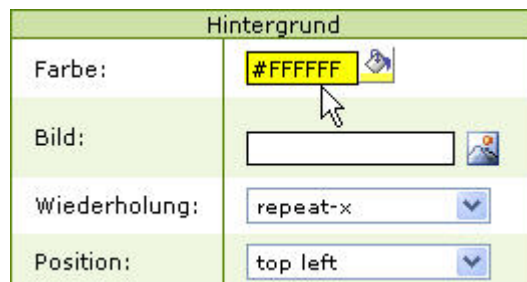 Hintergrund
Farbe: #FFFFFF
Bild:
Wiederholung: repeat-x
Position: top left